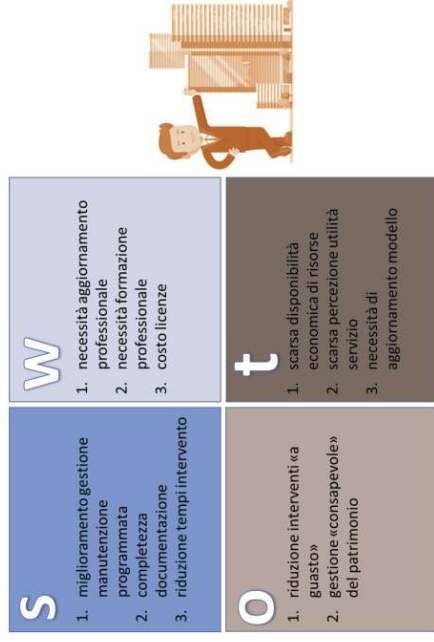 s
1. miglioramento gestione
manutenzione
programmata
2. completezza
documentazione
3. riduzione tempi intervento
w
1. necessità aggiornamento
professionale
2. necessità formazione
professionale
3. costo licenze
o
1. riduzione interventi «a
guasto»
2. gestione «consapevole»
del patrimonio
t
1. scarsa disponibilità
economica di risorse
2. scarsa percezione utilità
servizio
3. necessità di
aggiornamento modello